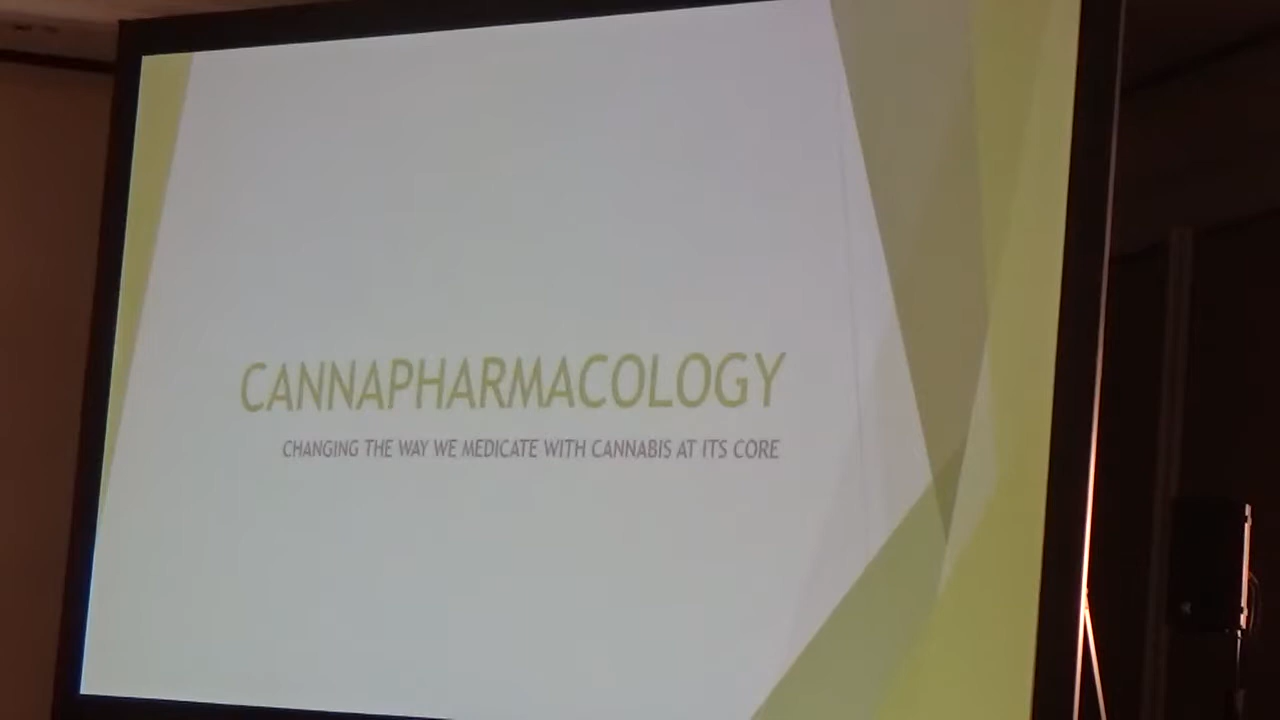 CANNAPHARMACOLOGY
CHANGING THE WAY WE MEDICATE WITH CANNABIS AT ITS CORE